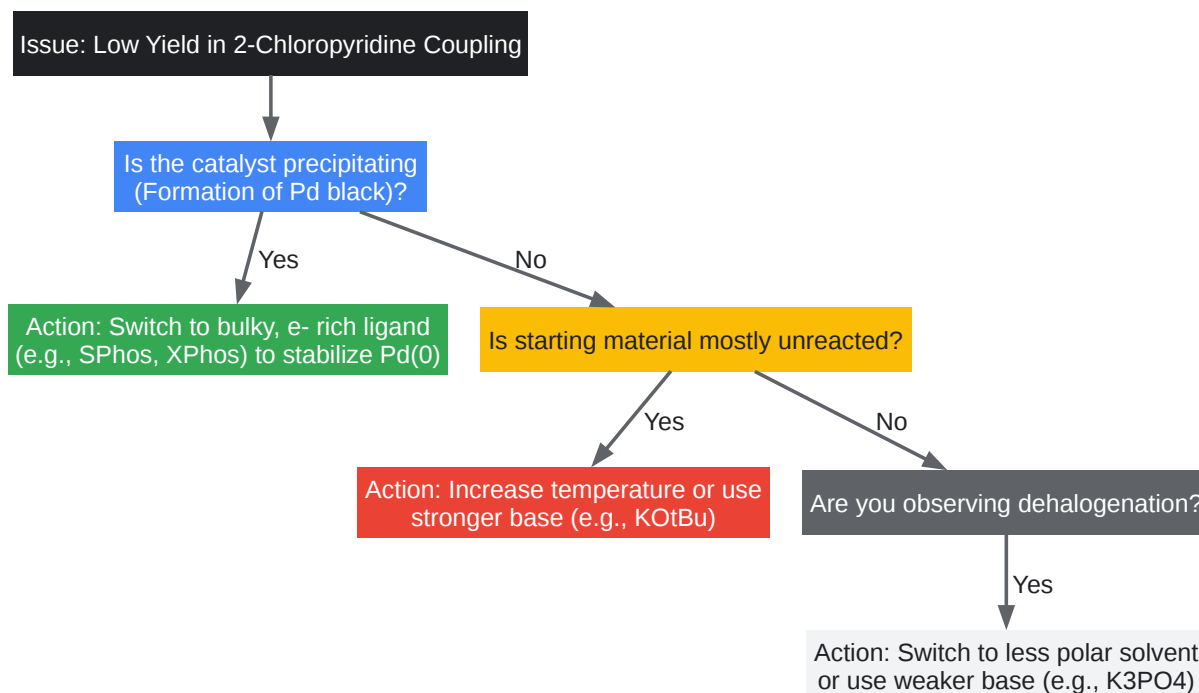 Issue: Low Yield in 2-Chloropyridine Coupling
Is the catalyst precipitating
(Formation of Pd black)?
Yes
No
Action: Switch to bulky, e- rich ligand
(e.g., SPhos, XPhos) to stabilize Pd(0)
Is starting material mostly unreacted?
Yes
No
Action: Increase temperature or use
stronger base (e.g., KOtBu)
Are you observing dehalogenation?
Yes
Action: Switch to less polar solvent
or use weaker base (e.g., K3PO4)